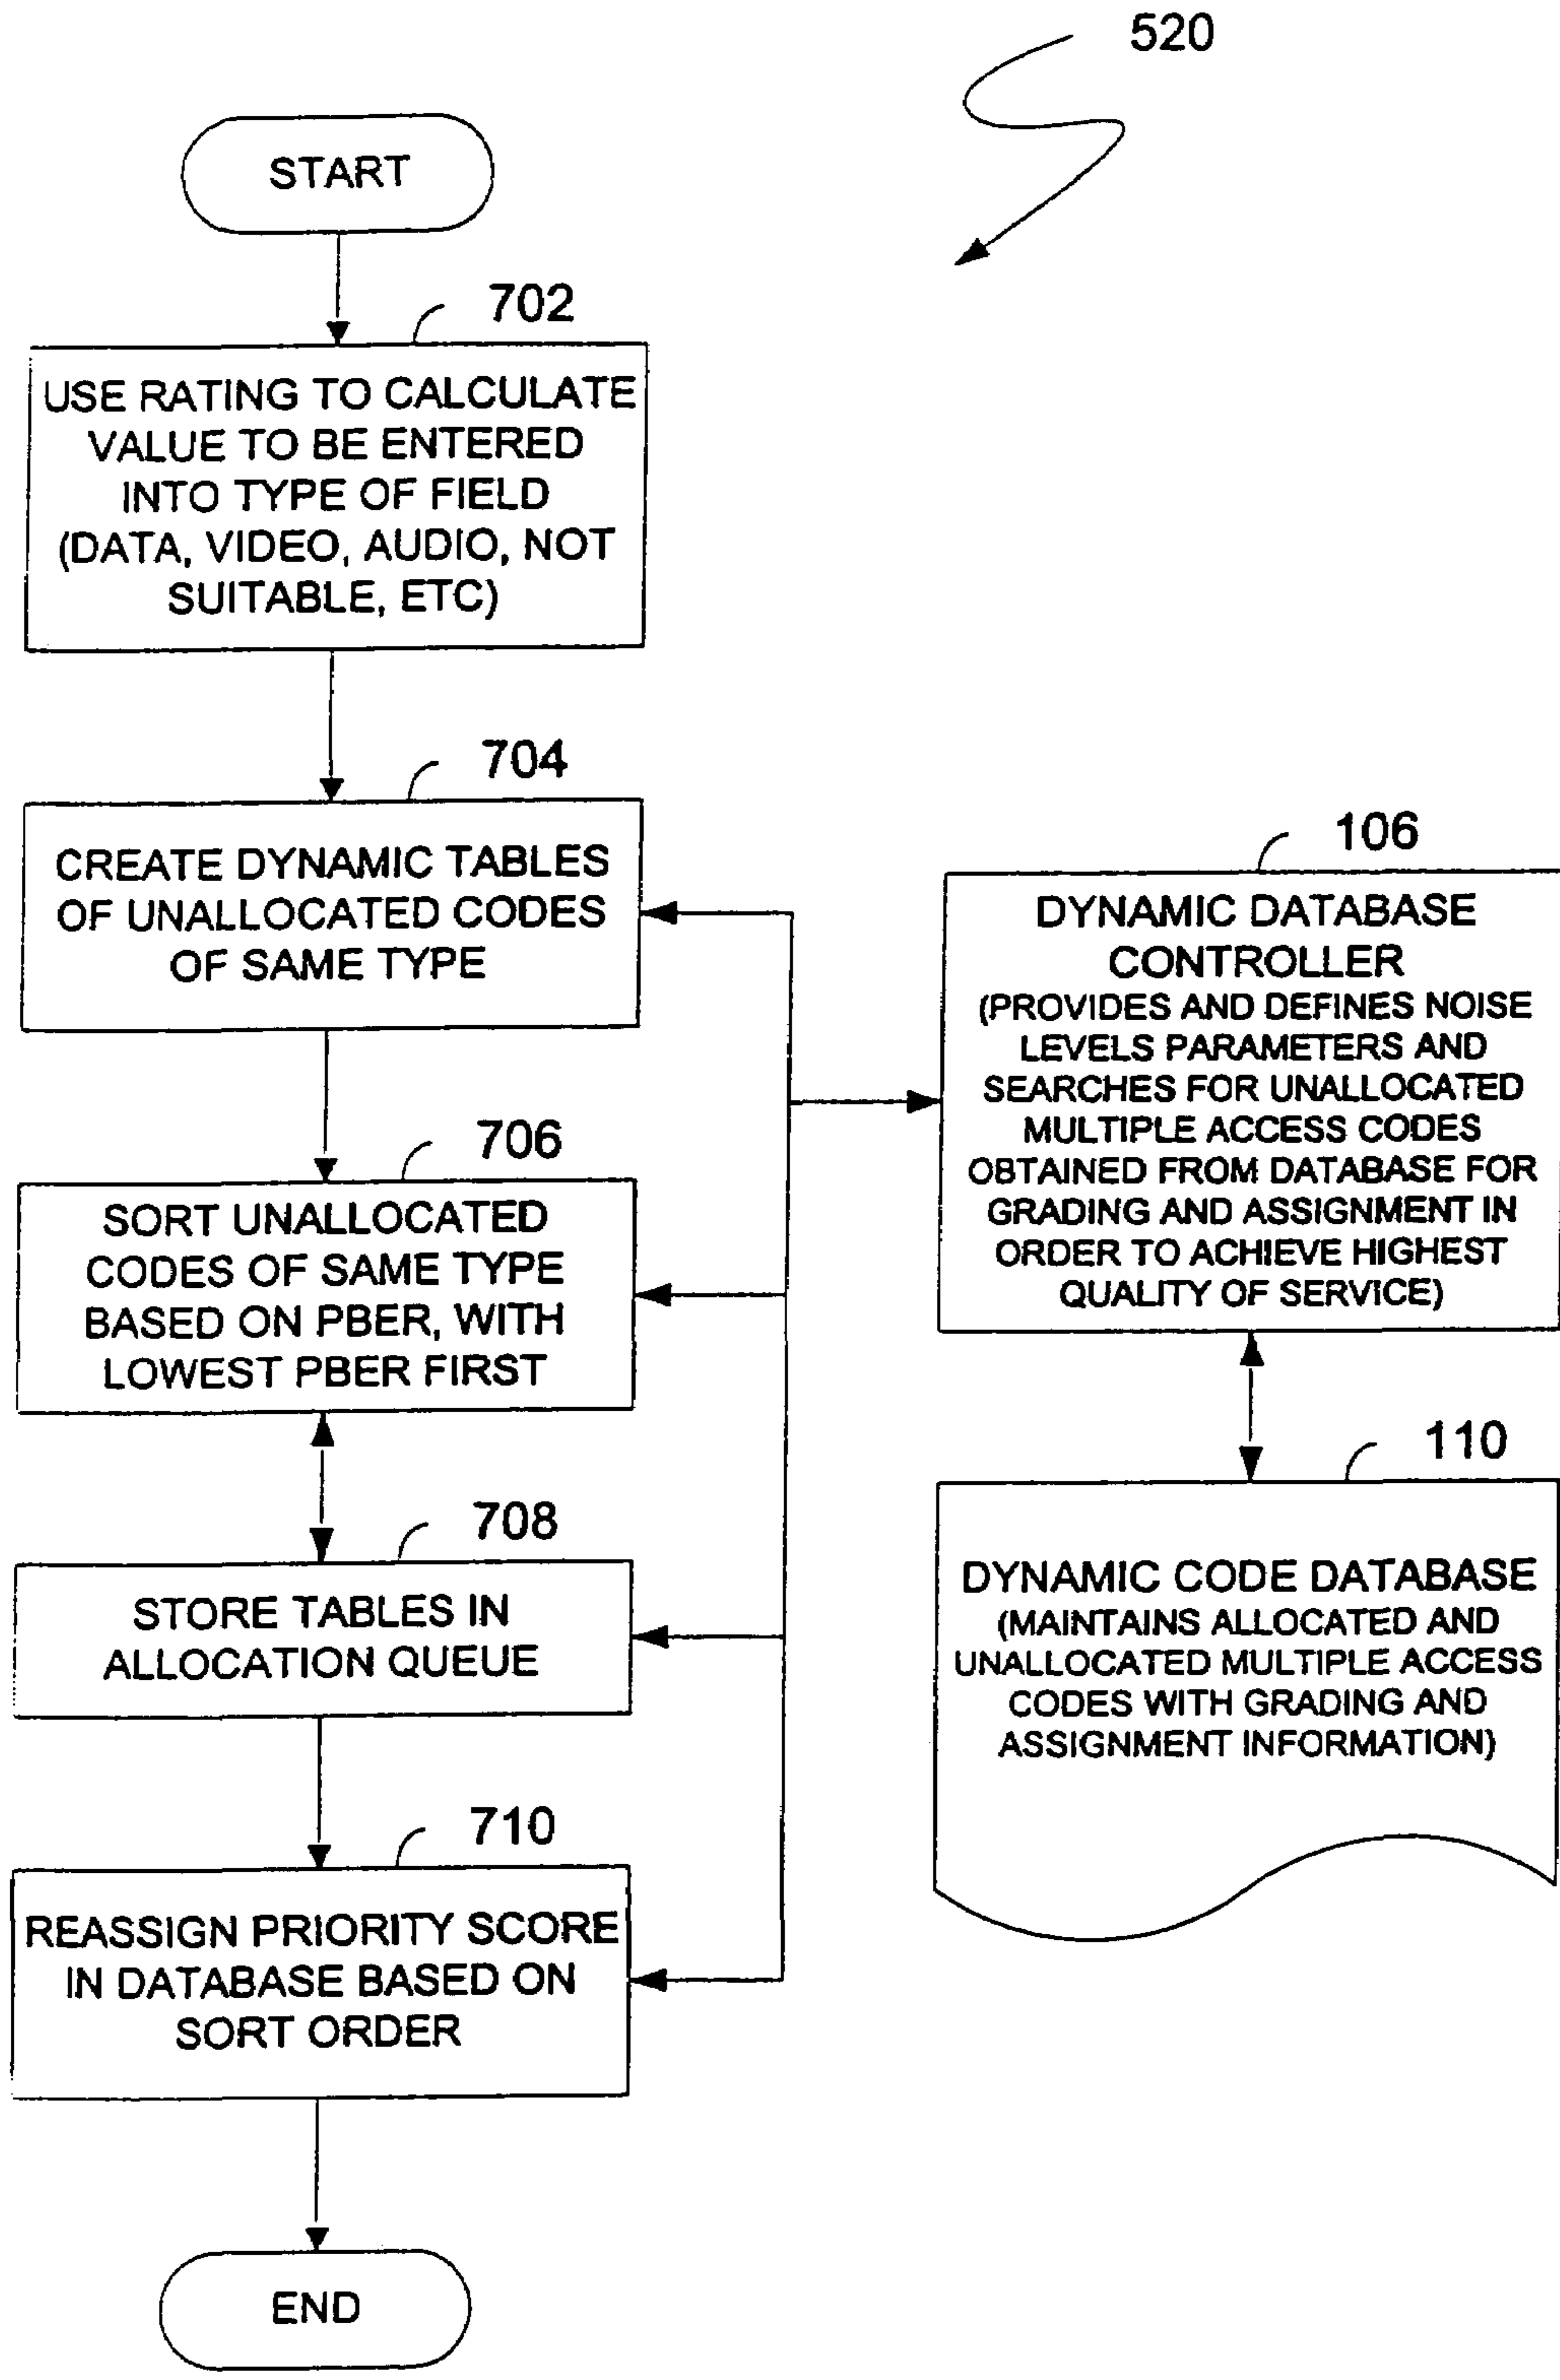 520
START
702
USE RATING TO CALCULATE
VALUE TO BE ENTERED
INTO TYPE OF FIELD
(DATA, VIDEO, AUDIO, NOT
SUITABLE, ETC)
704
CREATE DYNAMIC TABLES
OF UNALLOCATED CODES
OF SAME TYPE
706
SORT UNALLOCATED
CODES OF SAME TYPE
BASED ON PBER, WITH
LOWEST PBER FIRST
708
STORE TABLES IN
ALLOCATION QUEUE
710
REASSIGN PRIORITY SCORE
IN DATABASE BASED ON
SORT ORDER
END
106
DYNAMIC DATABASE
CONTROLLER
(PROVIDES AND DEFINES NOISE
LEVELS PARAMETERS AND
SEARCHES FOR UNALLOCATED
MULTIPLE ACCESS CODES
OBTAINED FROM DATABASE FOR
GRADING AND ASSIGNMENT IN
ORDER TO ACHIEVE HIGHEST
QUALITY OF SERVICE)
110
DYNAMIC CODE DATABASE
(MAINTAINS ALLOCATED AND
UNALLOCATED MULTIPLE ACCESS
CODES WITH GRADING AND
ASSIGNMENT INFORMATION)